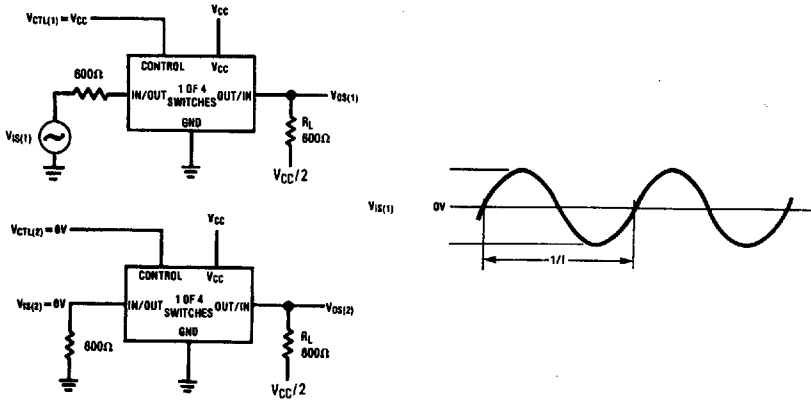 VCTL(1)=VCC
VCC
CONTROL
VCC
600Ω
IN/OUT
1 OF 4
SWITCHES
OUT/IN
VOS(1)
VIS(1)
GND
RL
600Ω
VCC/2
VCTL(2)=0V
VCC
CONTROL
VCC
VIS(2)=0V
IN/OUT
1 OF 4
SWITCHES
OUT/IN
VOS(2)
600Ω
GND
RL
600Ω
VCC/2
VIS(1)
0V
1/f